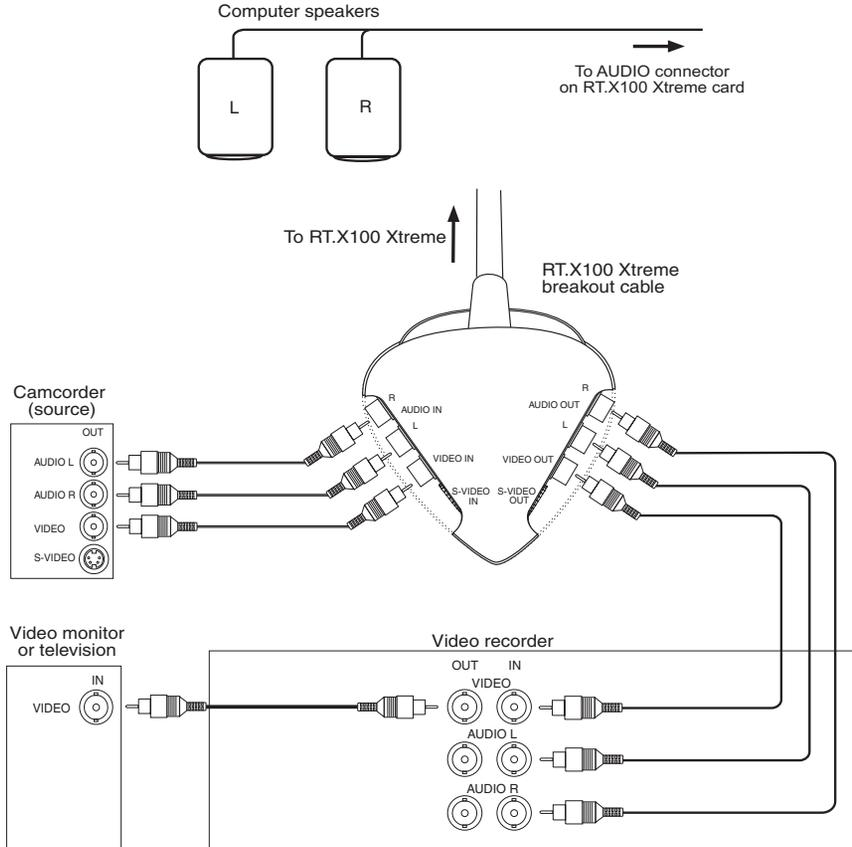 Computer speakers
L
R
To AUDIO connector
on RT.X100 Xtreme card
To RT.X100 Xtreme
RT.X100 Xtreme
breakout cable
Camcorder
(source)
OUT
AUDIO L
AUDIO R
VIDEO
S-VIDEO
R
AUDIO IN
L
VIDEO IN
S-VIDEO
IN
R
AUDIO OUT
L
VIDEO OUT
S-VIDEO
OUT
Video monitor
or television
IN
VIDEO
Video recorder
OUT IN
VIDEO
AUDIO L
AUDIO R